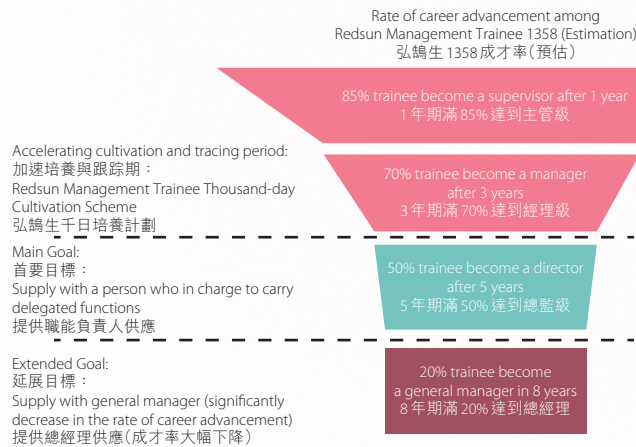 Rate of career advancement among
Redsun Management Trainee 1358 (Estimation)
弘鵠生1358成才率(預估)
85% trainee become a supervisor after 1 year
1年期滿85%達到主管級
Accelerating cultivation and tracing period:
加速培養與跟踪期：
Redsun Management Trainee Thousand-day
Cultivation Scheme
弘鵠生千日培養計劃
70% trainee become a manager
after 3 years
3年期滿70%達到經理級
Main Goal:
首要目標：
Supply with a person who in charge to carry
delegated functions
提供職能負責人供應
50% trainee become a director
after 5 years
5年期滿50%達到總監級
Extended Goal:
延展目標：
Supply with general manager (significantly
decrease in the rate of career advancement)
提供總經理供應(成才率大幅下降)
20% trainee become
a general manager in 8 years
8年期滿20%達到總經理